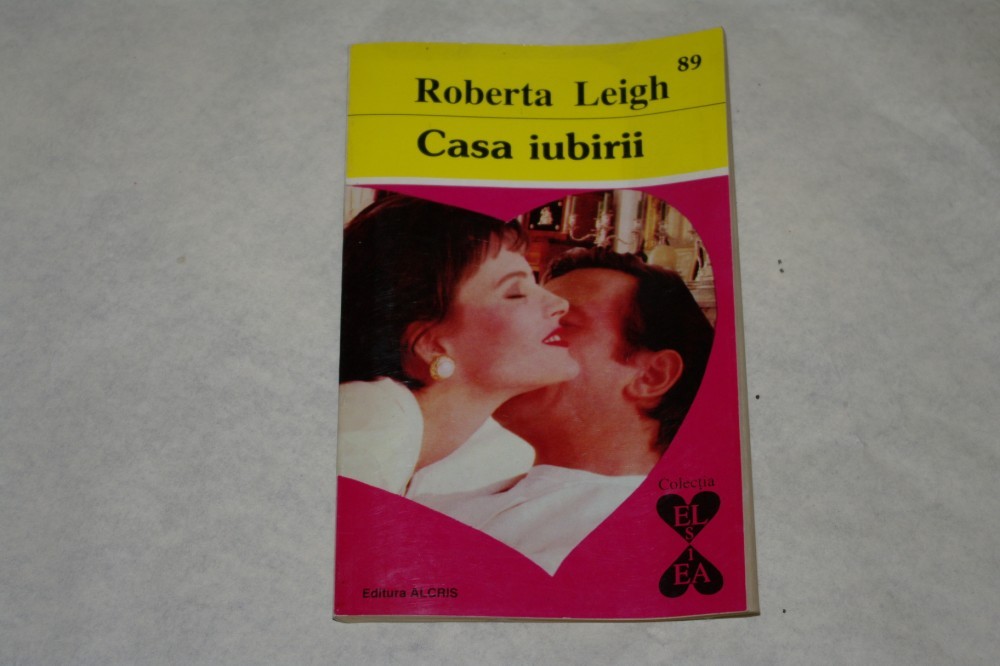 89
Roberta Leigh
Casa iubirii
Colecția
EL
ȘI
EA
Editura ALCRIS